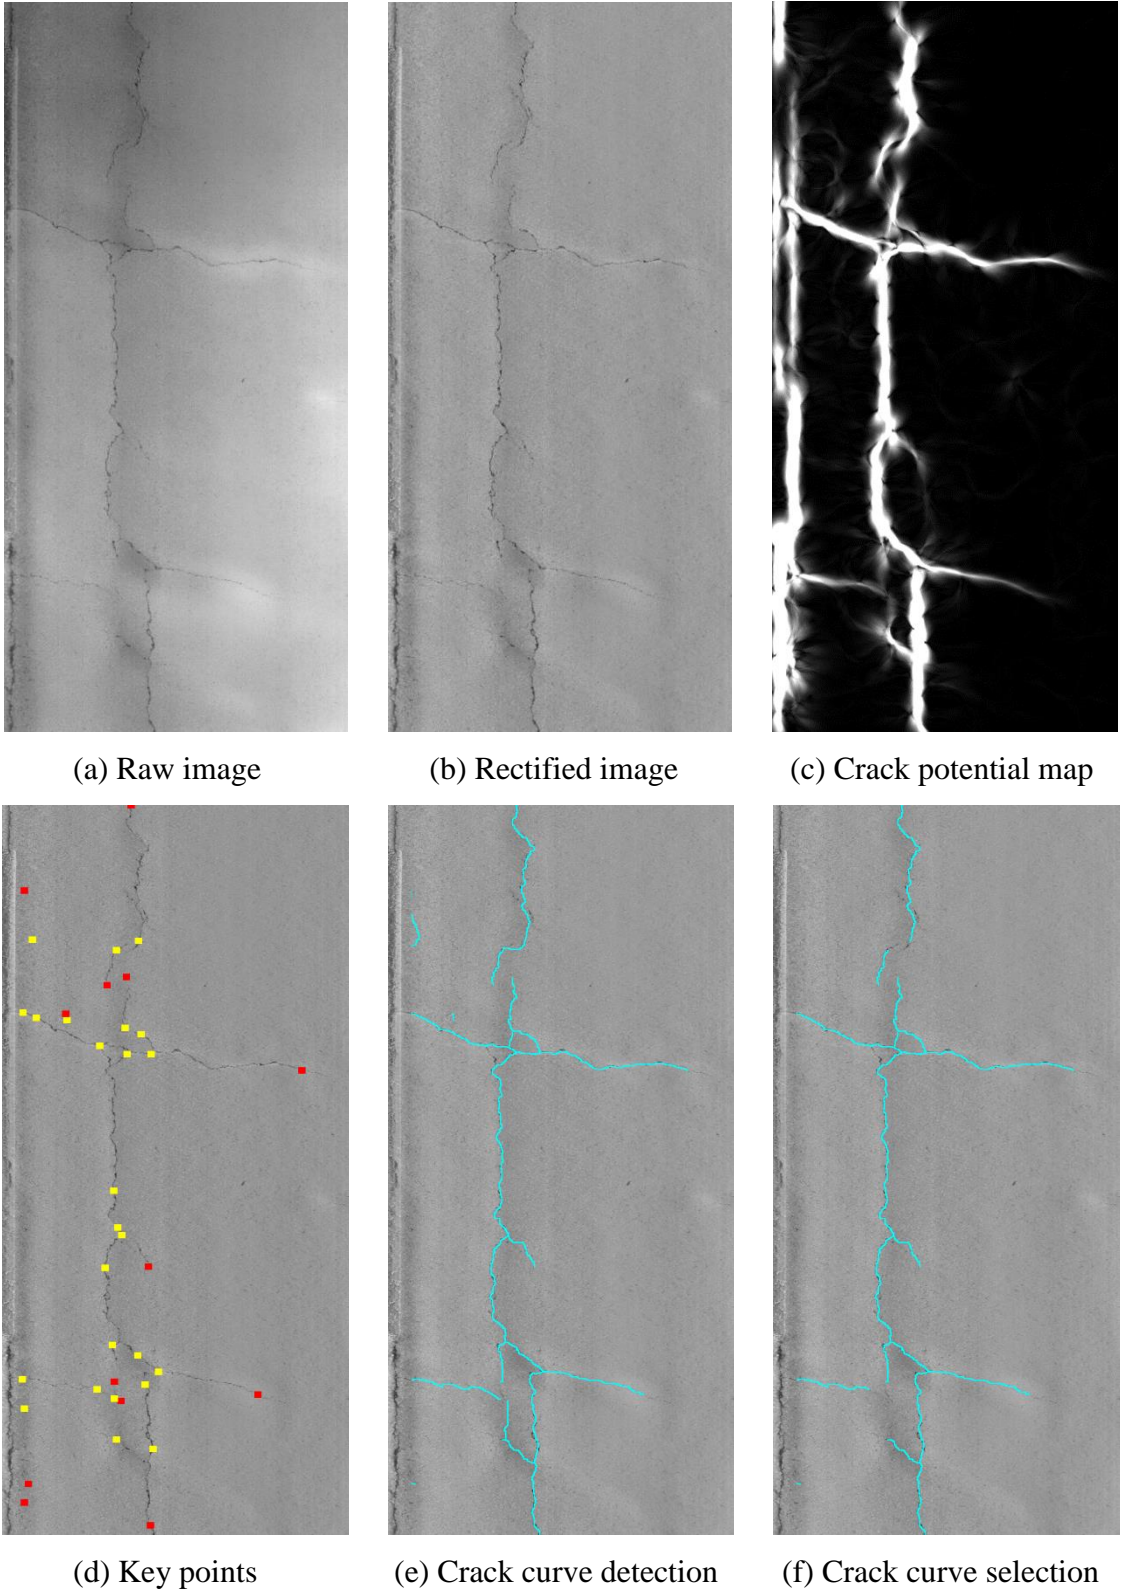 (a) Raw image
(b) Rectified image
(c) Crack potential map
(d) Key points
(e) Crack curve detection
(f) Crack curve selection